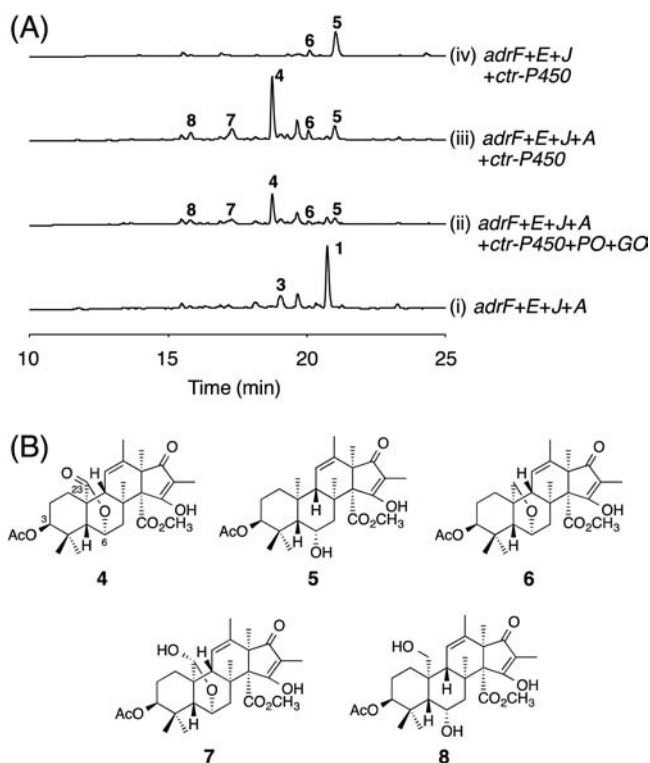 (A)
5
6
(iv) adrF+E+J
+ctr-P450
4
8
7
6
5
(iii) adrF+E+J+A
+ctr-P450
4
8
7
6
5
(ii) adrF+E+J+A
+ctr-P450+PO+GO
1
3
(i) adrF+E+J+A
10 15 20 25
Time (min)
(B)
O
O
23
H
3
O
OH
CO₂CH₃
AcO
H
6
4
O
H
OH
CO₂CH₃
AcO
H
OH
5
O
H
O
OH
CO₂CH₃
AcO
H
6
O
HO
H
O
OH
CO₂CH₃
AcO
H
7
O
HO
H
OH
CO₂CH₃
AcO
H
OH
8